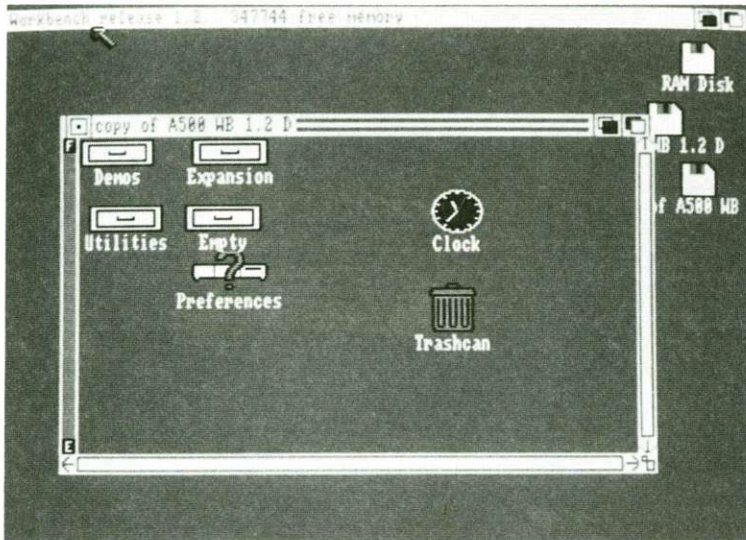 Workbench release 1.2. 347744 free memory
RAM Disk
copy of A500 WB 1.2 D
WB 1.2 D
of A500 WB
F
Demos
Expansion
Utilities
Empty
Clock
Preferences
Trashcan
E